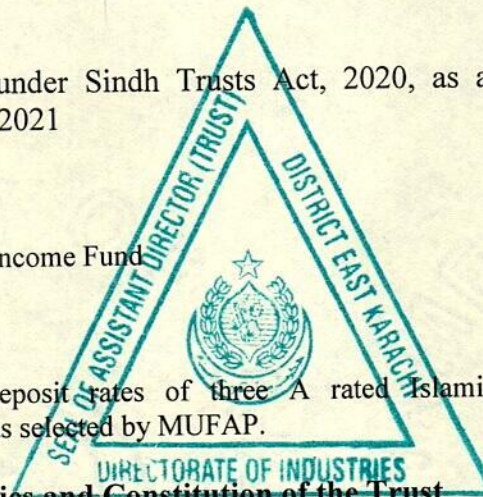 under Sindh Trusts Act, 2020, as a
2021
ncome Fund
eposit rates of three A rated Islami
s selected by MUFAP.
ies and Constitution of the Trust
SEAL OF ASSISTANT DIRECTOR (TRUST)
DISTRICT EAST KARACHI
DIRECTORATE OF INDUSTRIES